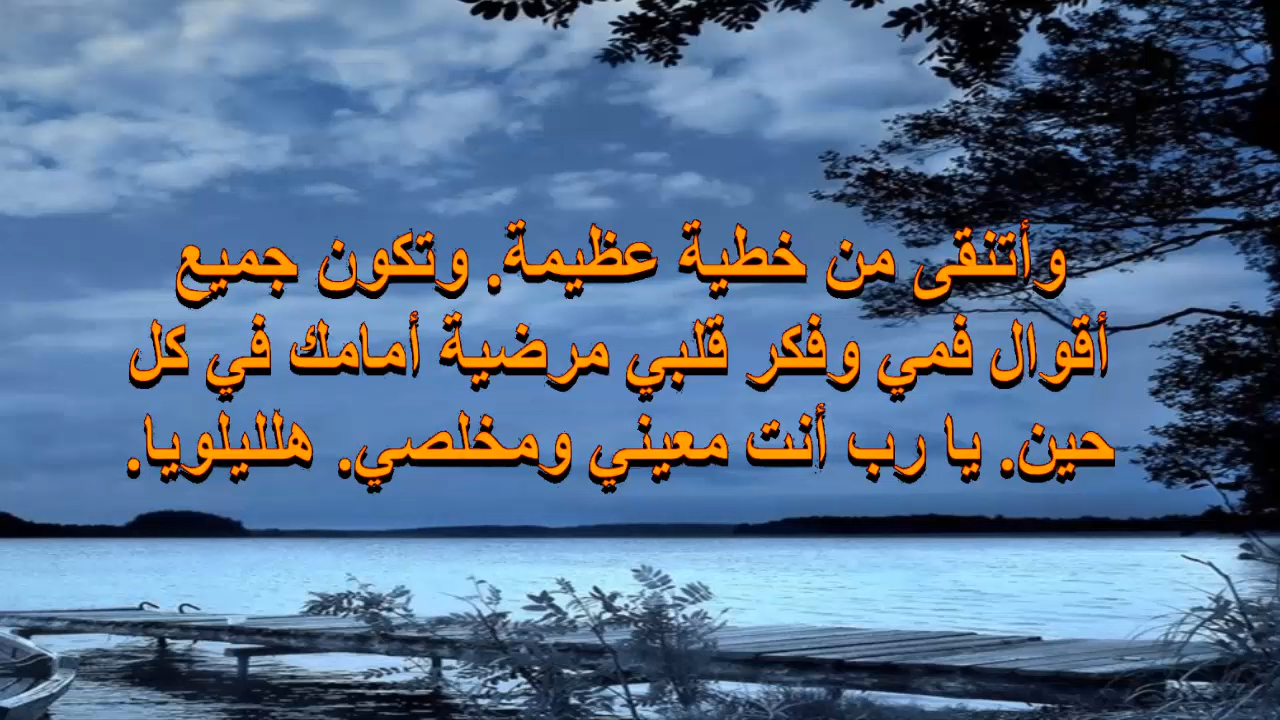 وأتنقى من خطية عظيمة. وتكون جميع
أقوال فمي وفكر قلبي مرضية أمامك في كل
حين. يا رب أنت معيني ومخلصي. هلليلويا.